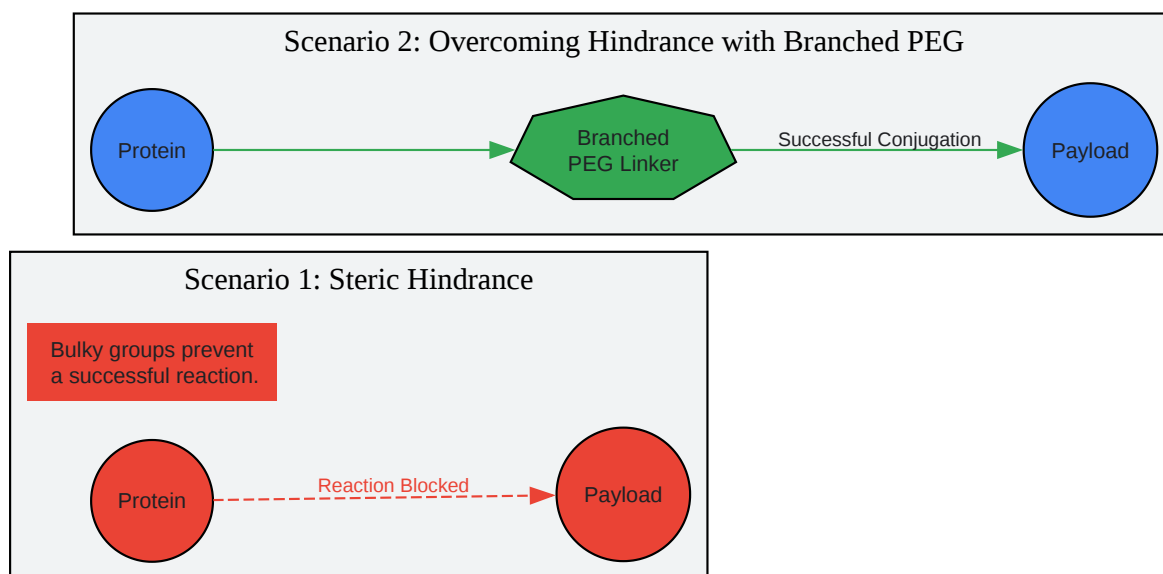 Scenario 2: Overcoming Hindrance with Branched PEG
Protein
Branched
PEG Linker
Successful Conjugation
Payload
Scenario 1: Steric Hindrance
Bulky groups prevent
a successful reaction.
Protein
Reaction Blocked
Payload